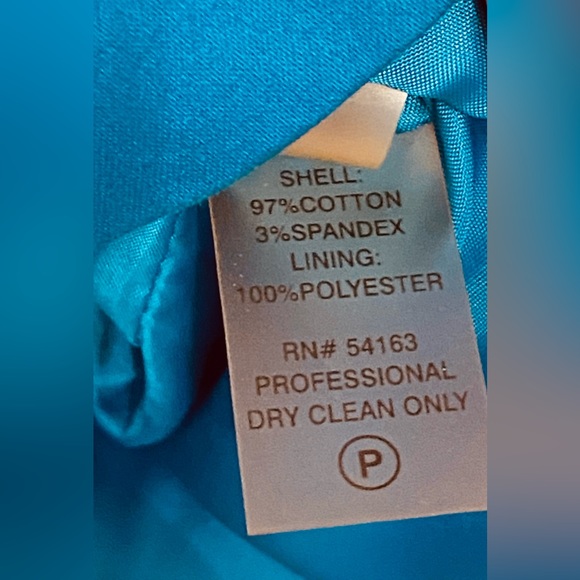 SHELL:
97%COTTON
3%SPANDEX
LINING:
100%POLYESTER
RN# 54163
PROFESSIONAL
DRY CLEAN ONLY
P